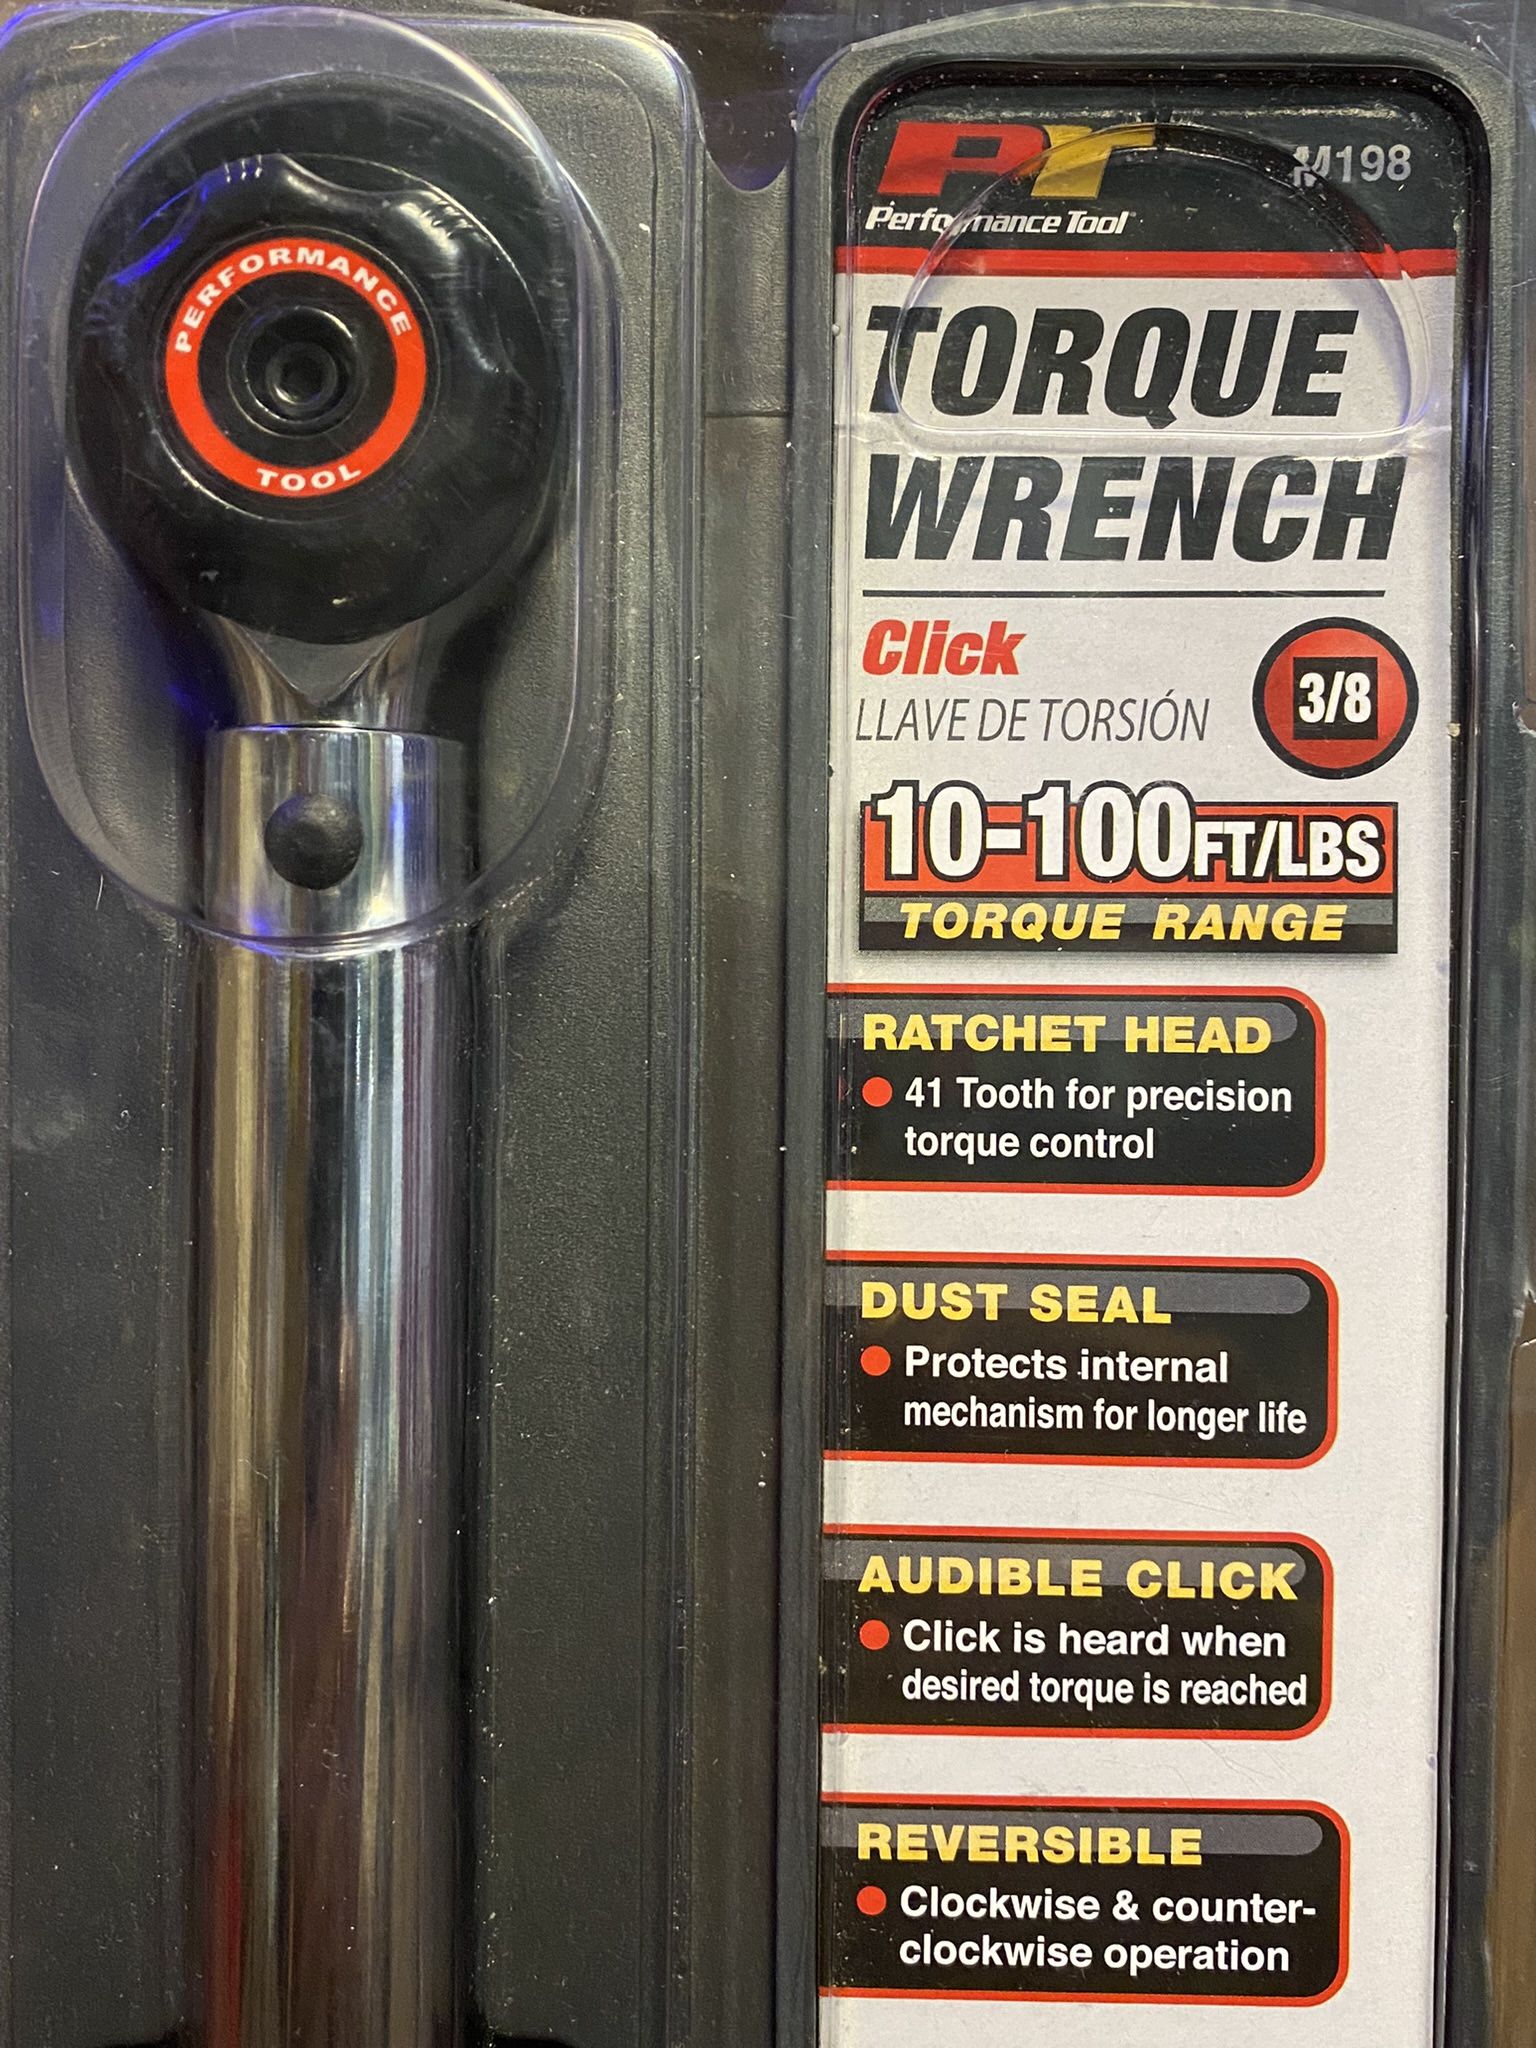 PERFORMANCE
TOOL
PT
M198
Performance Tool
TORQUE
WRENCH
Click
LLAVE DE TORSIÓN
3/8
10-100FT/LBS
TORQUE RANGE
RATCHET HEAD
● 41 Tooth for precision
torque control
DUST SEAL
● Protects internal
mechanism for longer life
AUDIBLE CLICK
● Click is heard when
desired torque is reached
REVERSIBLE
● Clockwise & counter-
clockwise operation